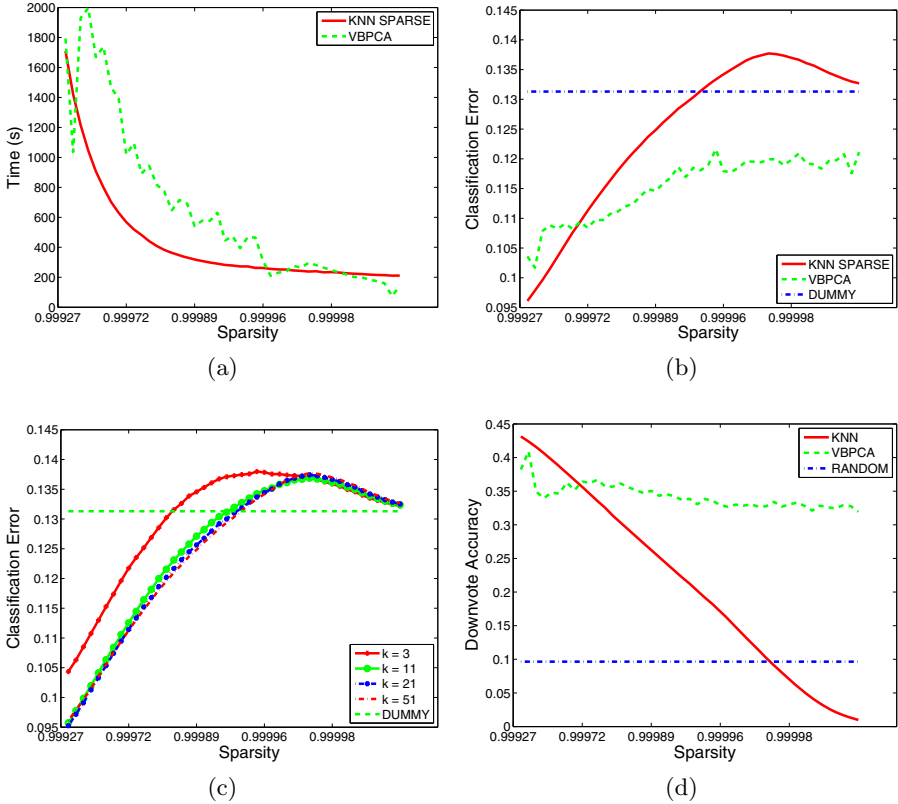 2000
1800
1600
1400
1200
1000
800
600
400
200
0
Time (s)
KNN SPARSE
VBPCA
0.99927
0.99972
0.99989
0.99996
0.99998
Sparsity
(a)
0.145
0.14
0.135
0.13
0.125
0.12
0.115
0.11
0.105
0.1
0.095
Classification Error
KNN SPARSE
VBPCA
DUMMY
0.99927
0.99972
0.99989
0.99996
0.99998
Sparsity
(b)
0.145
0.14
0.135
0.13
0.125
0.12
0.115
0.11
0.105
0.1
0.095
Classification Error
k = 3
k = 11
k = 21
k = 51
DUMMY
0.99927
0.99972
0.99989
0.99996
0.99998
Sparsity
(c)
0.45
0.4
0.35
0.3
0.25
0.2
0.15
0.1
0.05
0
Downvote Accuracy
KNN
VBPCA
RANDOM
0.99927
0.99972
0.99989
0.99996
0.99998
Sparsity
(d)